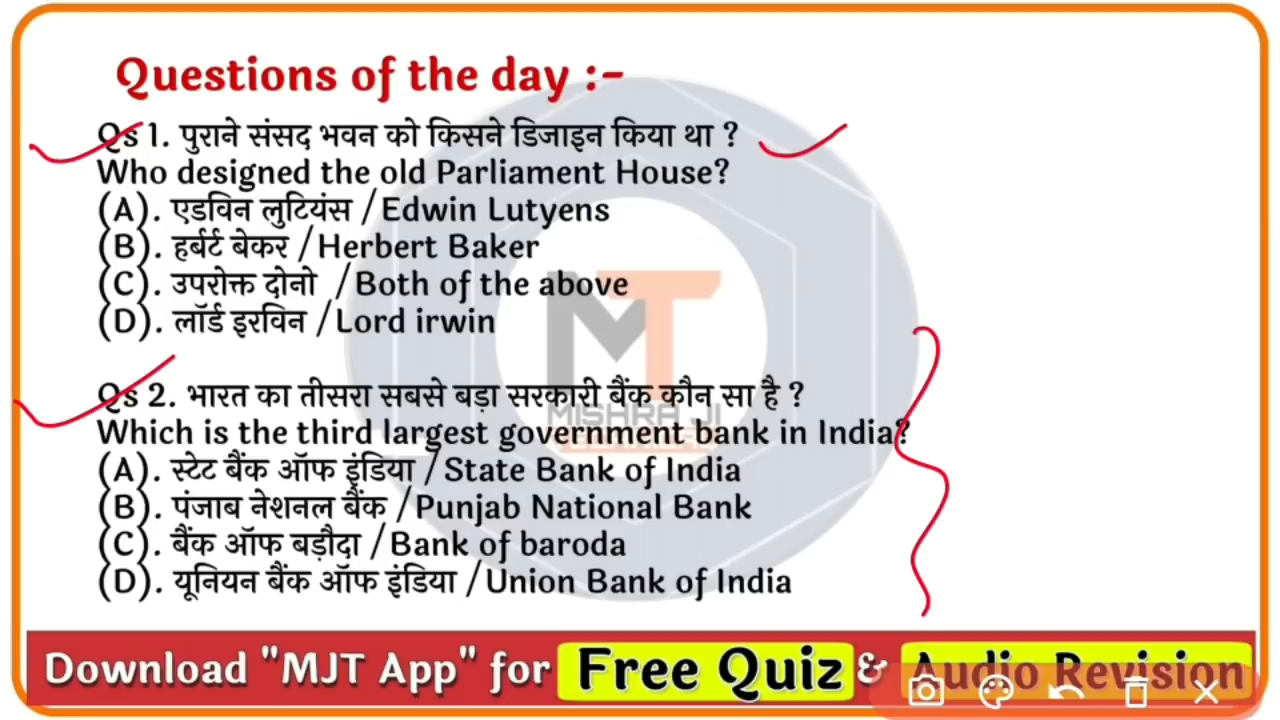 Questions of the day :-
Qs 1. पुराने संसद भवन को किसने डिजाइन किया था ?
Who designed the old Parliament House?
(A). एडविन लुटियंस /Edwin Lutyens
(B). हर्बर्ट बेकर /Herbert Baker
(C). उपरोक्त दोनो /Both of the above
(D). लॉर्ड इरविन /Lord irwin
Qs 2. भारत का तीसरा सबसे बड़ा सरकारी बैंक कौन सा है ?
Which is the third largest government bank in India?
(A). स्टेट बैंक ऑफ इंडिया /State Bank of India
(B). पंजाब नेशनल बैंक /Punjab National Bank
(C). बैंक ऑफ बड़ौदा /Bank of baroda
(D). यूनियन बैंक ऑफ इंडिया /Union Bank of India
MT
MISHRA JI
Download "MJT App" for Free Quiz & Audio Revision